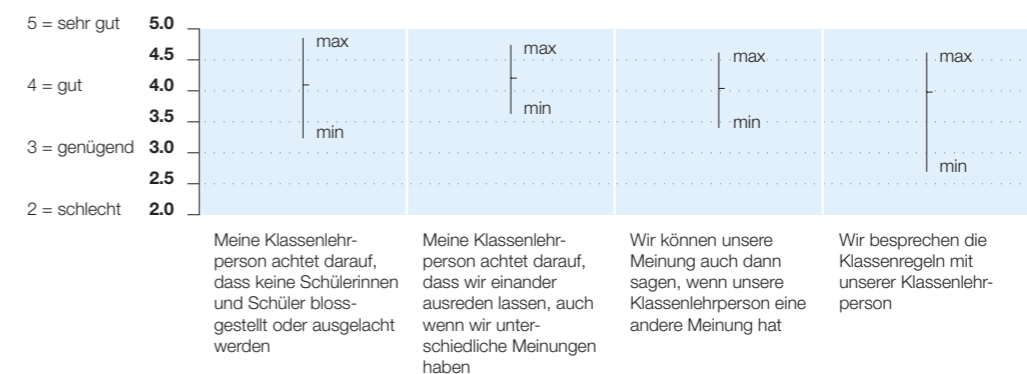 5 = sehr gut 5.0
4.5
4 = gut 4.0
3.5
3 = genügend 3.0
2.5
2 = schlecht 2.0
max
min
max
min
max
min
max
min
Meine Klassenlehr-
person achtet darauf,
dass keine Schülerinnen
und Schüler bloss-
gestellt oder ausgelacht
werden
Meine Klassenlehr-
person achtet darauf,
dass wir einander
ausreden lassen, auch
wenn wir unter-
schiedliche Meinungen
haben
Wir können unsere
Meinung auch dann
sagen, wenn unsere
Klassenlehrperson eine
andere Meinung hat
Wir besprechen die
Klassenregeln mit
unserer Klassenlehr-
person